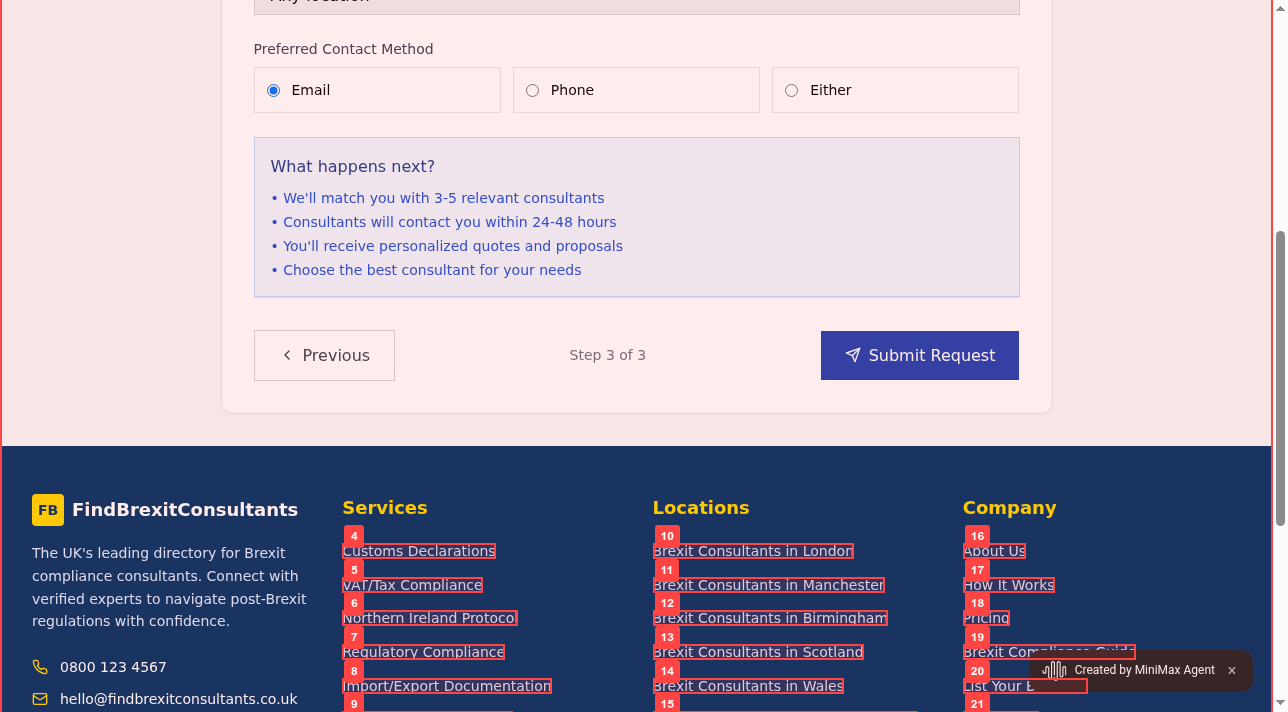 Any location
Preferred Contact Method
Email
Phone
Either
What happens next?
• We'll match you with 3-5 relevant consultants
• Consultants will contact you within 24-48 hours
• You'll receive personalized quotes and proposals
• Choose the best consultant for your needs
Previous
Step 3 of 3
Submit Request
FB FindBrexitConsultants
The UK's leading directory for Brexit
compliance consultants. Connect with
verified experts to navigate post-Brexit
regulations with confidence.
0800 123 4567
hello@findbrexitconsultants.co.uk
Services
4
Customs Declarations
5
VAT/Tax Compliance
6
Northern Ireland Protocol
7
Regulatory Compliance
8
Import/Export Documentation
9
Locations
10
Brexit Consultants in London
11
Brexit Consultants in Manchester
12
Brexit Consultants in Birmingham
13
Brexit Consultants in Scotland
14
Brexit Consultants in Wales
15
Company
16
About Us
17
How It Works
18
Pricing
19
Brexit Compliance Guide
20
List Your
21
Created by MiniMax Agent ×